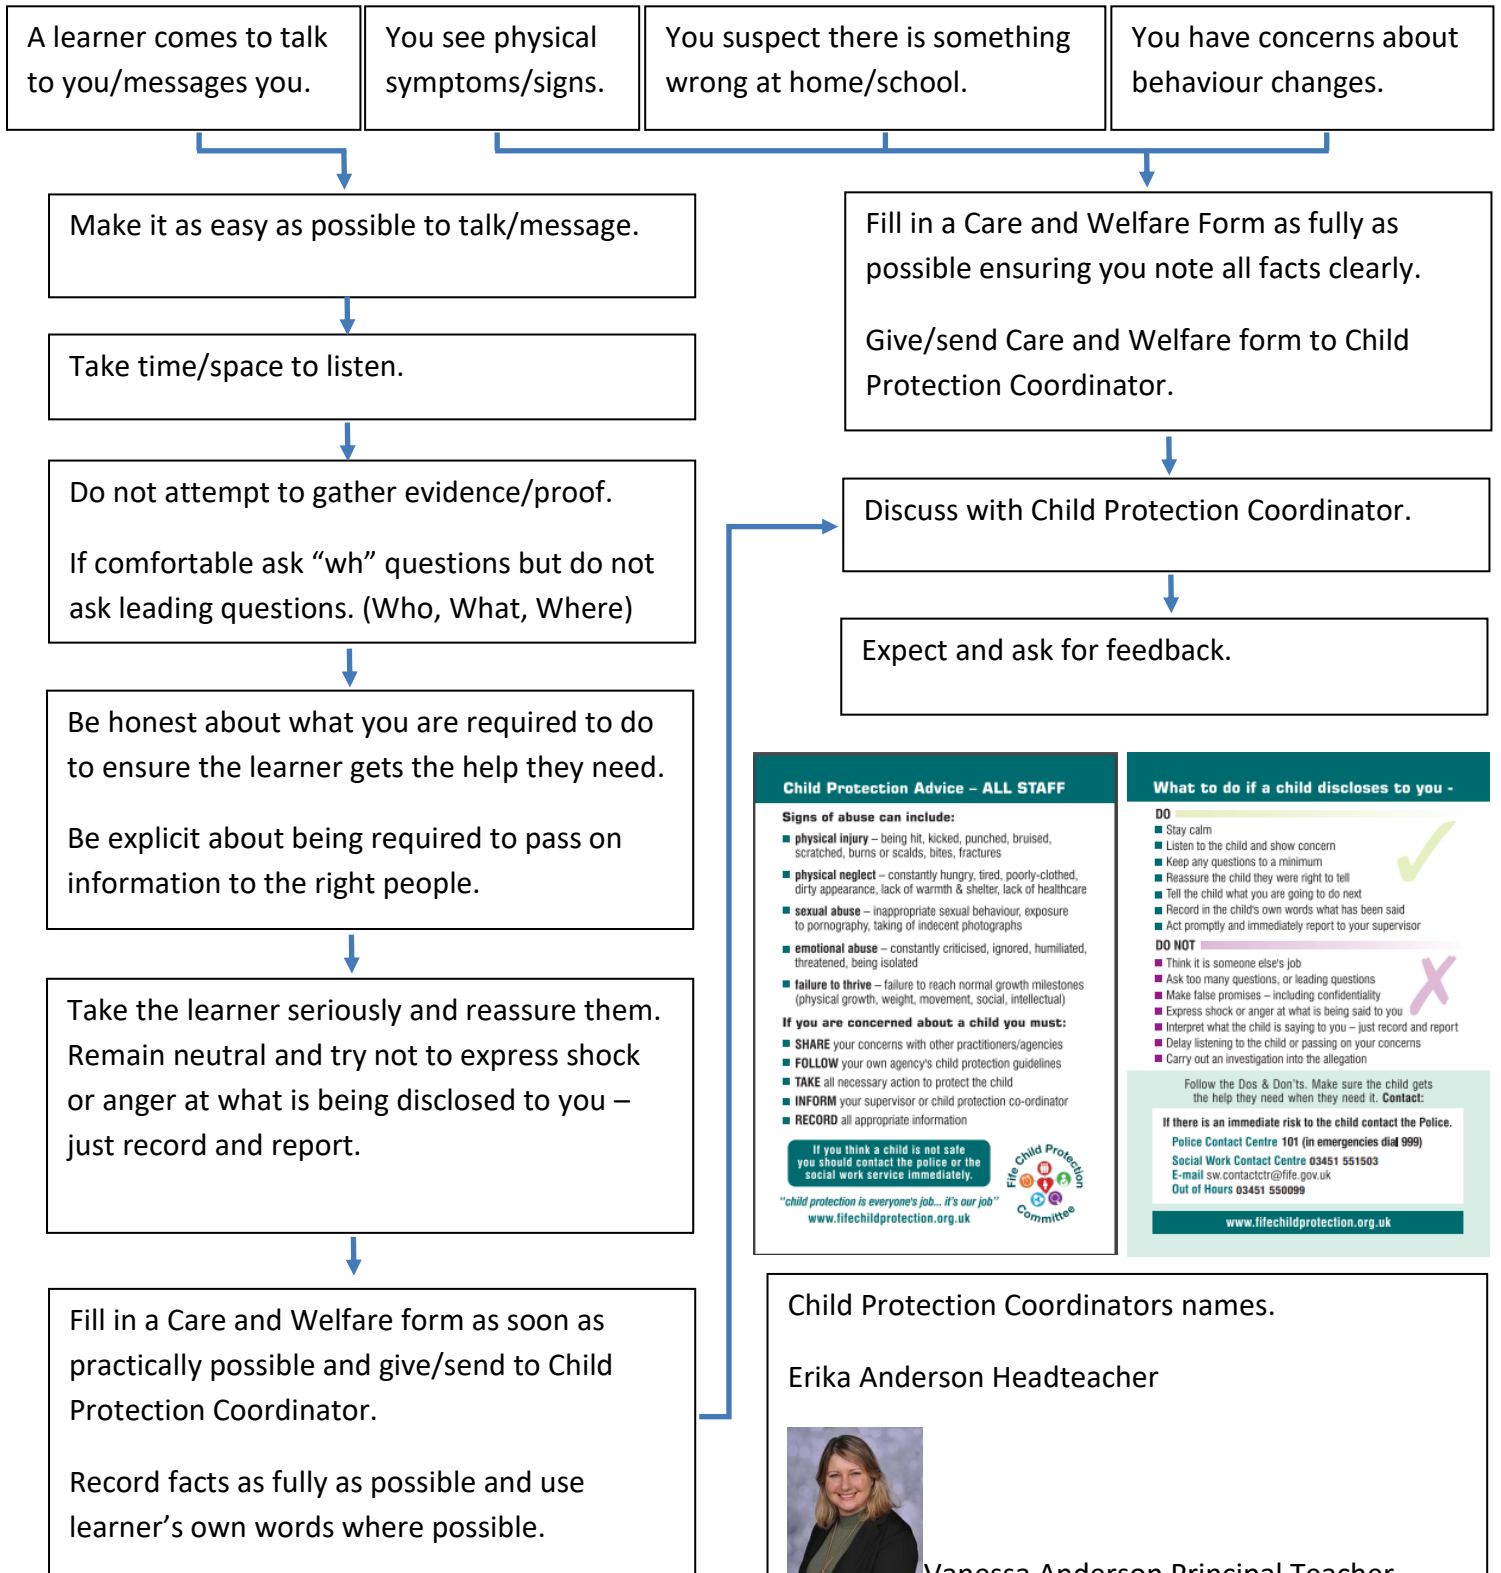 A learner comes to talk
to you/messages you.
You see physical
symptoms/signs.
You suspect there is something
wrong at home/school.
You have concerns about
behaviour changes.
Make it as easy as possible to talk/message.
Take time/space to listen.
Do not attempt to gather evidence/proof.
If comfortable ask “wh” questions but do not
ask leading questions. (Who, What, Where)
Be honest about what you are required to do
to ensure the learner gets the help they need.
Be explicit about being required to pass on
information to the right people.
Take the learner seriously and reassure them.
Remain neutral and try not to express shock
or anger at what is being disclosed to you –
just record and report.
Fill in a Care and Welfare form as soon as
practically possible and give/send to Child
Protection Coordinator.
Record facts as fully as possible and use
learner’s own words where possible.
Fill in a Care and Welfare Form as fully as
possible ensuring you note all facts clearly.
Give/send Care and Welfare form to Child
Protection Coordinator.
Discuss with Child Protection Coordinator.
Expect and ask for feedback.
Child Protection Advice – ALL STAFF
Signs of abuse can include:
physical injury – being hit, kicked, punched, bruised,
scratched, burns or scalds, bites, fractures
physical neglect – constantly hungry, tired, poorly-clothed,
dirty appearance, lack of warmth & shelter, lack of healthcare
sexual abuse – inappropriate sexual behaviour, exposure
to pornography, taking of indecent photographs
emotional abuse – constantly criticised, ignored, humiliated,
threatened, being isolated
failure to thrive – failure to reach normal growth milestones
(physical growth, weight, movement, social, intellectual)
If you are concerned about a child you must:
SHARE your concerns with other practitioners/agencies
FOLLOW your own agency's child protection guidelines
TAKE all necessary action to protect the child
INFORM your supervisor or child protection co-ordinator
RECORD all appropriate information
If you think a child is not safe
you should contact the police or the
social work service immediately.
"child protection is everyone's job... it's our job"
www.fifechildprotection.org.uk
Fife Child Protection
Committee
What to do if a child discloses to you -
DO
Stay calm
Listen to the child and show concern
Keep any questions to a minimum
Reassure the child they were right to tell
Tell the child what you are going to do next
Record in the child's own words what has been said
Act promptly and immediately report to your supervisor
DO NOT
Think it is someone else's job
Ask too many questions, or leading questions
Make false promises – including confidentiality
Express shock or anger at what is being said to you
Interpret what the child is saying to you – just record and report
Delay listening to the child or passing on your concerns
Carry out an investigation into the allegation
Follow the Dos & Don'ts. Make sure the child gets
the help they need when they need it. Contact:
If there is an immediate risk to the child contact the Police.
Police Contact Centre 101 (in emergencies dial 999)
Social Work Contact Centre 03451 551503
E-mail sw.contactctr@fife.gov.uk
Out of Hours 03451 550099
www.fifechildprotection.org.uk
Child Protection Coordinators names.
Erika Anderson Headteacher
Vanessa Anderson Principal Teacher